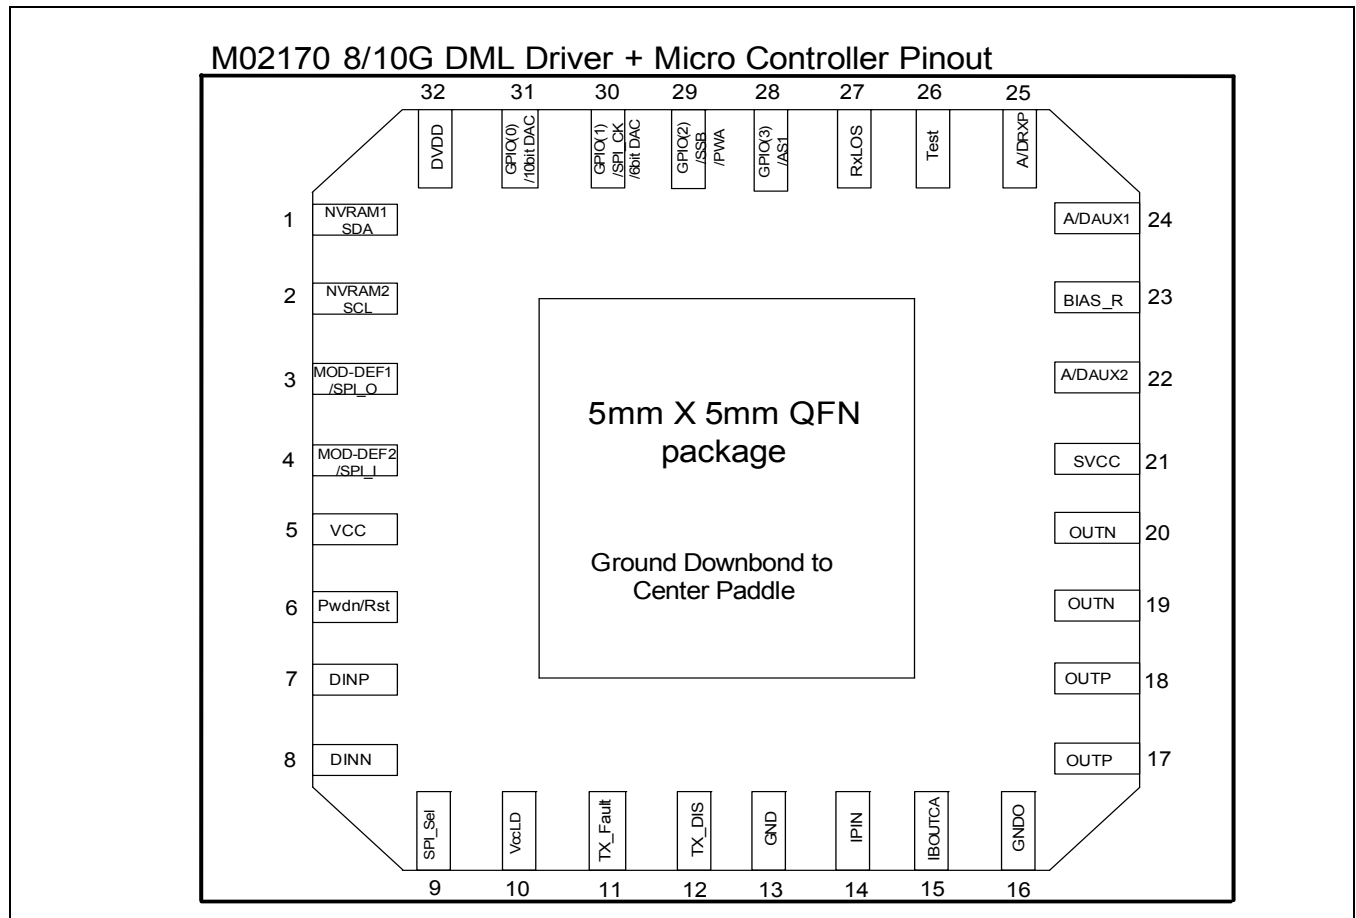 M02170 8/10G DML Driver + Micro Controller Pinout
32 31 30 29 28 27 26 25
DVDD
GPIO(0)
/10bit DAC
GPIO(1)
/SPI_CK
/6bit DAC
GPIO(2)
/SSB
/PWA
GPIO(3)
/AS1
RxLOS
Test
A/DRXP
1
NVRAM1
SDA
2
NVRAM2
SCL
3
MOD-DEF1
/SPI_O
4
MOD-DEF2
/SPI_I
5 VCC
6 Pwdn/Rst
7 DINP
8 DINN
5mm X 5mm QFN
package
Ground Downbond to
Center Paddle
A/DAUX1 24
BIAS_R 23
A/DAUX2 22
SVCC 21
OUTN 20
OUTN 19
OUTP 18
OUTP 17
SPI_Sel
VccLD
TX_Fault
TX_DIS
GND
IPIN
IBOUTCA
GNDO
9 10 11 12 13 14 15 16